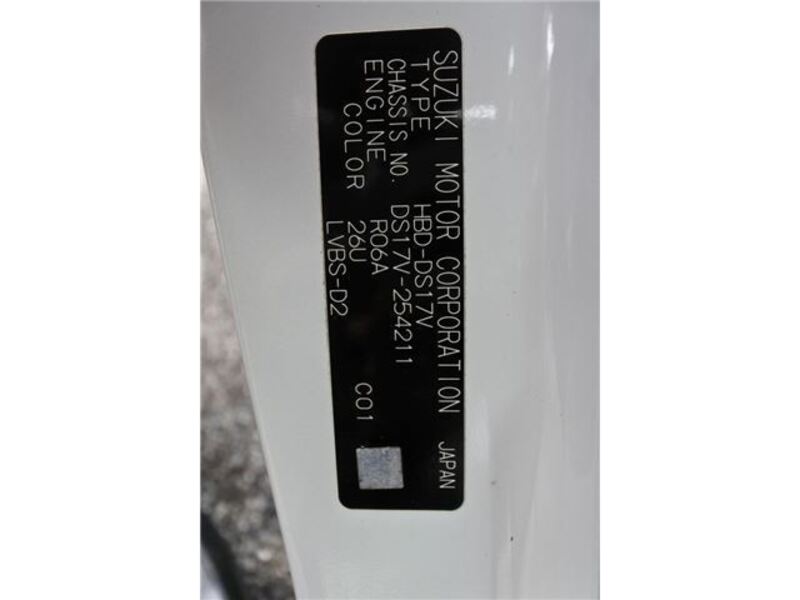 SUZUKI MOTOR CORPORATION JAPAN
TYPE HBD-DS17V
CHASSIS NO. DS17V-254211
ENGINE R06A
COLOR 26U C01
LVBS-D2